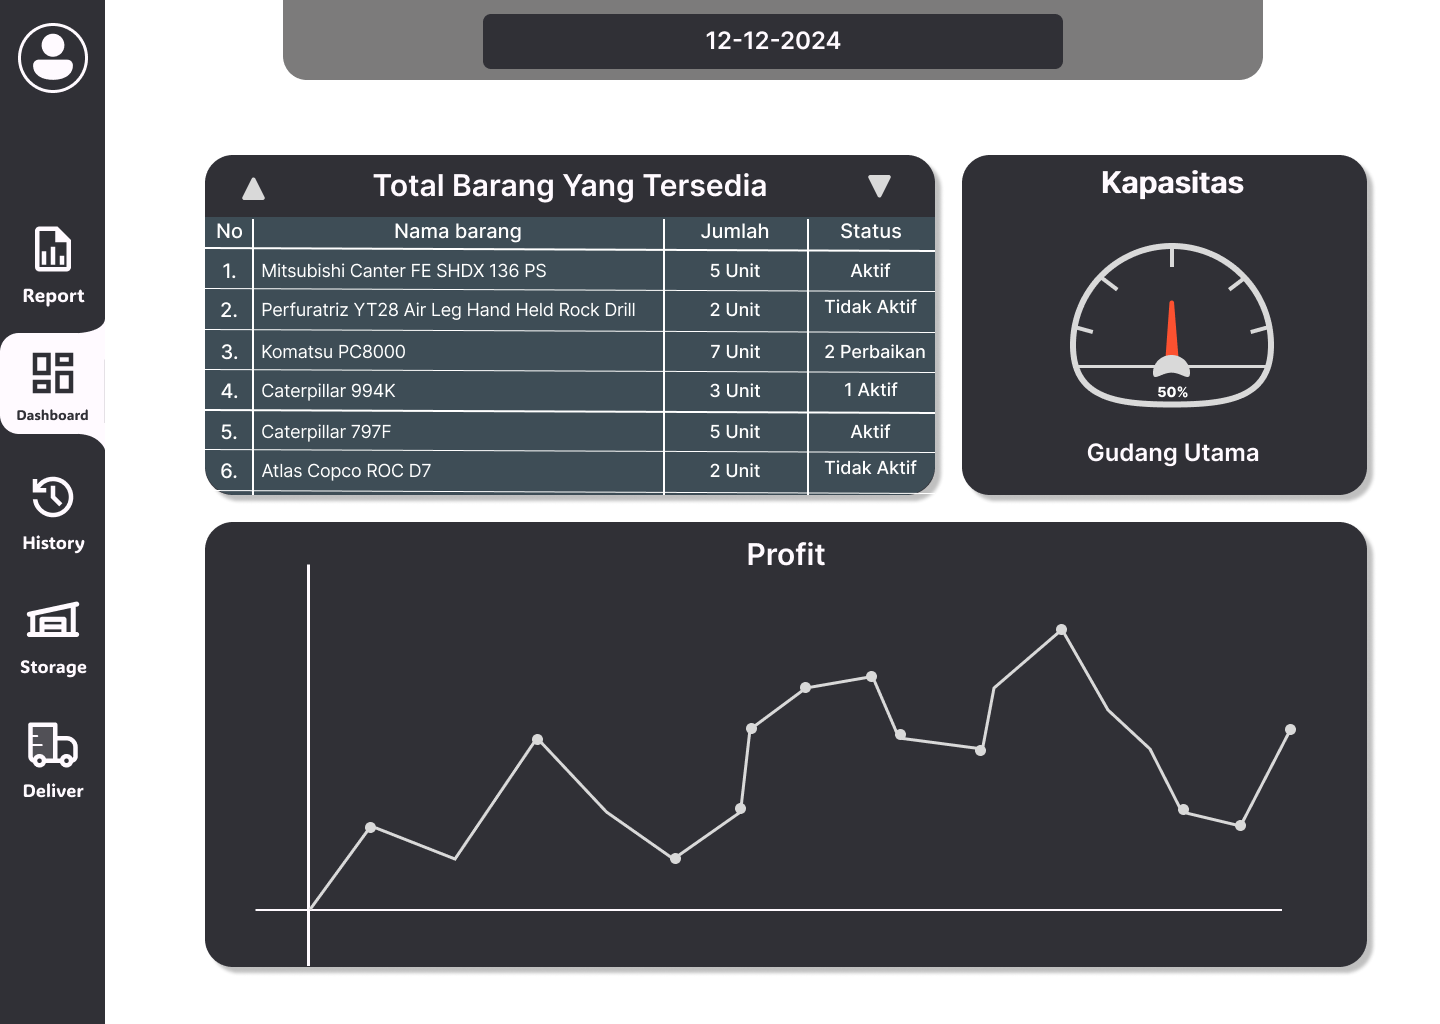 12-12-2024
Report
Dashboard
History
Storage
Deliver
Total Barang Yang Tersedia
No Nama barang Jumlah Status
1. Mitsubishi Canter FE SHDX 136 PS 5 Unit Aktif
2. Perfuratriz YT28 Air Leg Hand Held Rock Drill 2 Unit Tidak Aktif
3. Komatsu PC8000 7 Unit 2 Perbaikan
4. Caterpillar 994K 3 Unit 1 Aktif
5. Caterpillar 797F 5 Unit Aktif
6. Atlas Copco ROC D7 2 Unit Tidak Aktif
Kapasitas
50%
Gudang Utama
Profit